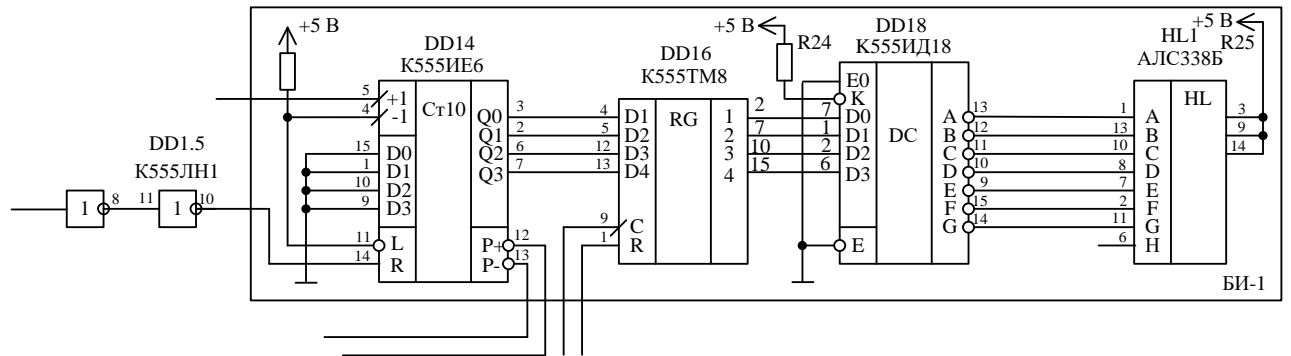 +5 В
DD14
К555ИЕ6
5
+1
4
-1
Ст10
15
D0
1
D1
10
D2
9
D3
11
L
14
R
Q0
3
Q1
2
Q2
6
Q3
7
P+
12
P-
13
DD1.5
К555ЛН1
1
8
11
1
10
DD16
К555ТМ8
4
D1
5
D2
12
D3
13
D4
9
C
1
R
RG
1
2
2
7
3
10
4
15
+5 В
R24
DD18
К555ИД18
E0
K
7
D0
1
D1
2
D2
6
D3
E
DC
A
13
B
12
C
11
D
10
E
9
F
15
G
14
+5 В
R25
HL1
АЛС338Б
1
A
13
B
10
C
8
D
7
E
2
F
11
G
6
H
HL
3
9
14
БИ-1